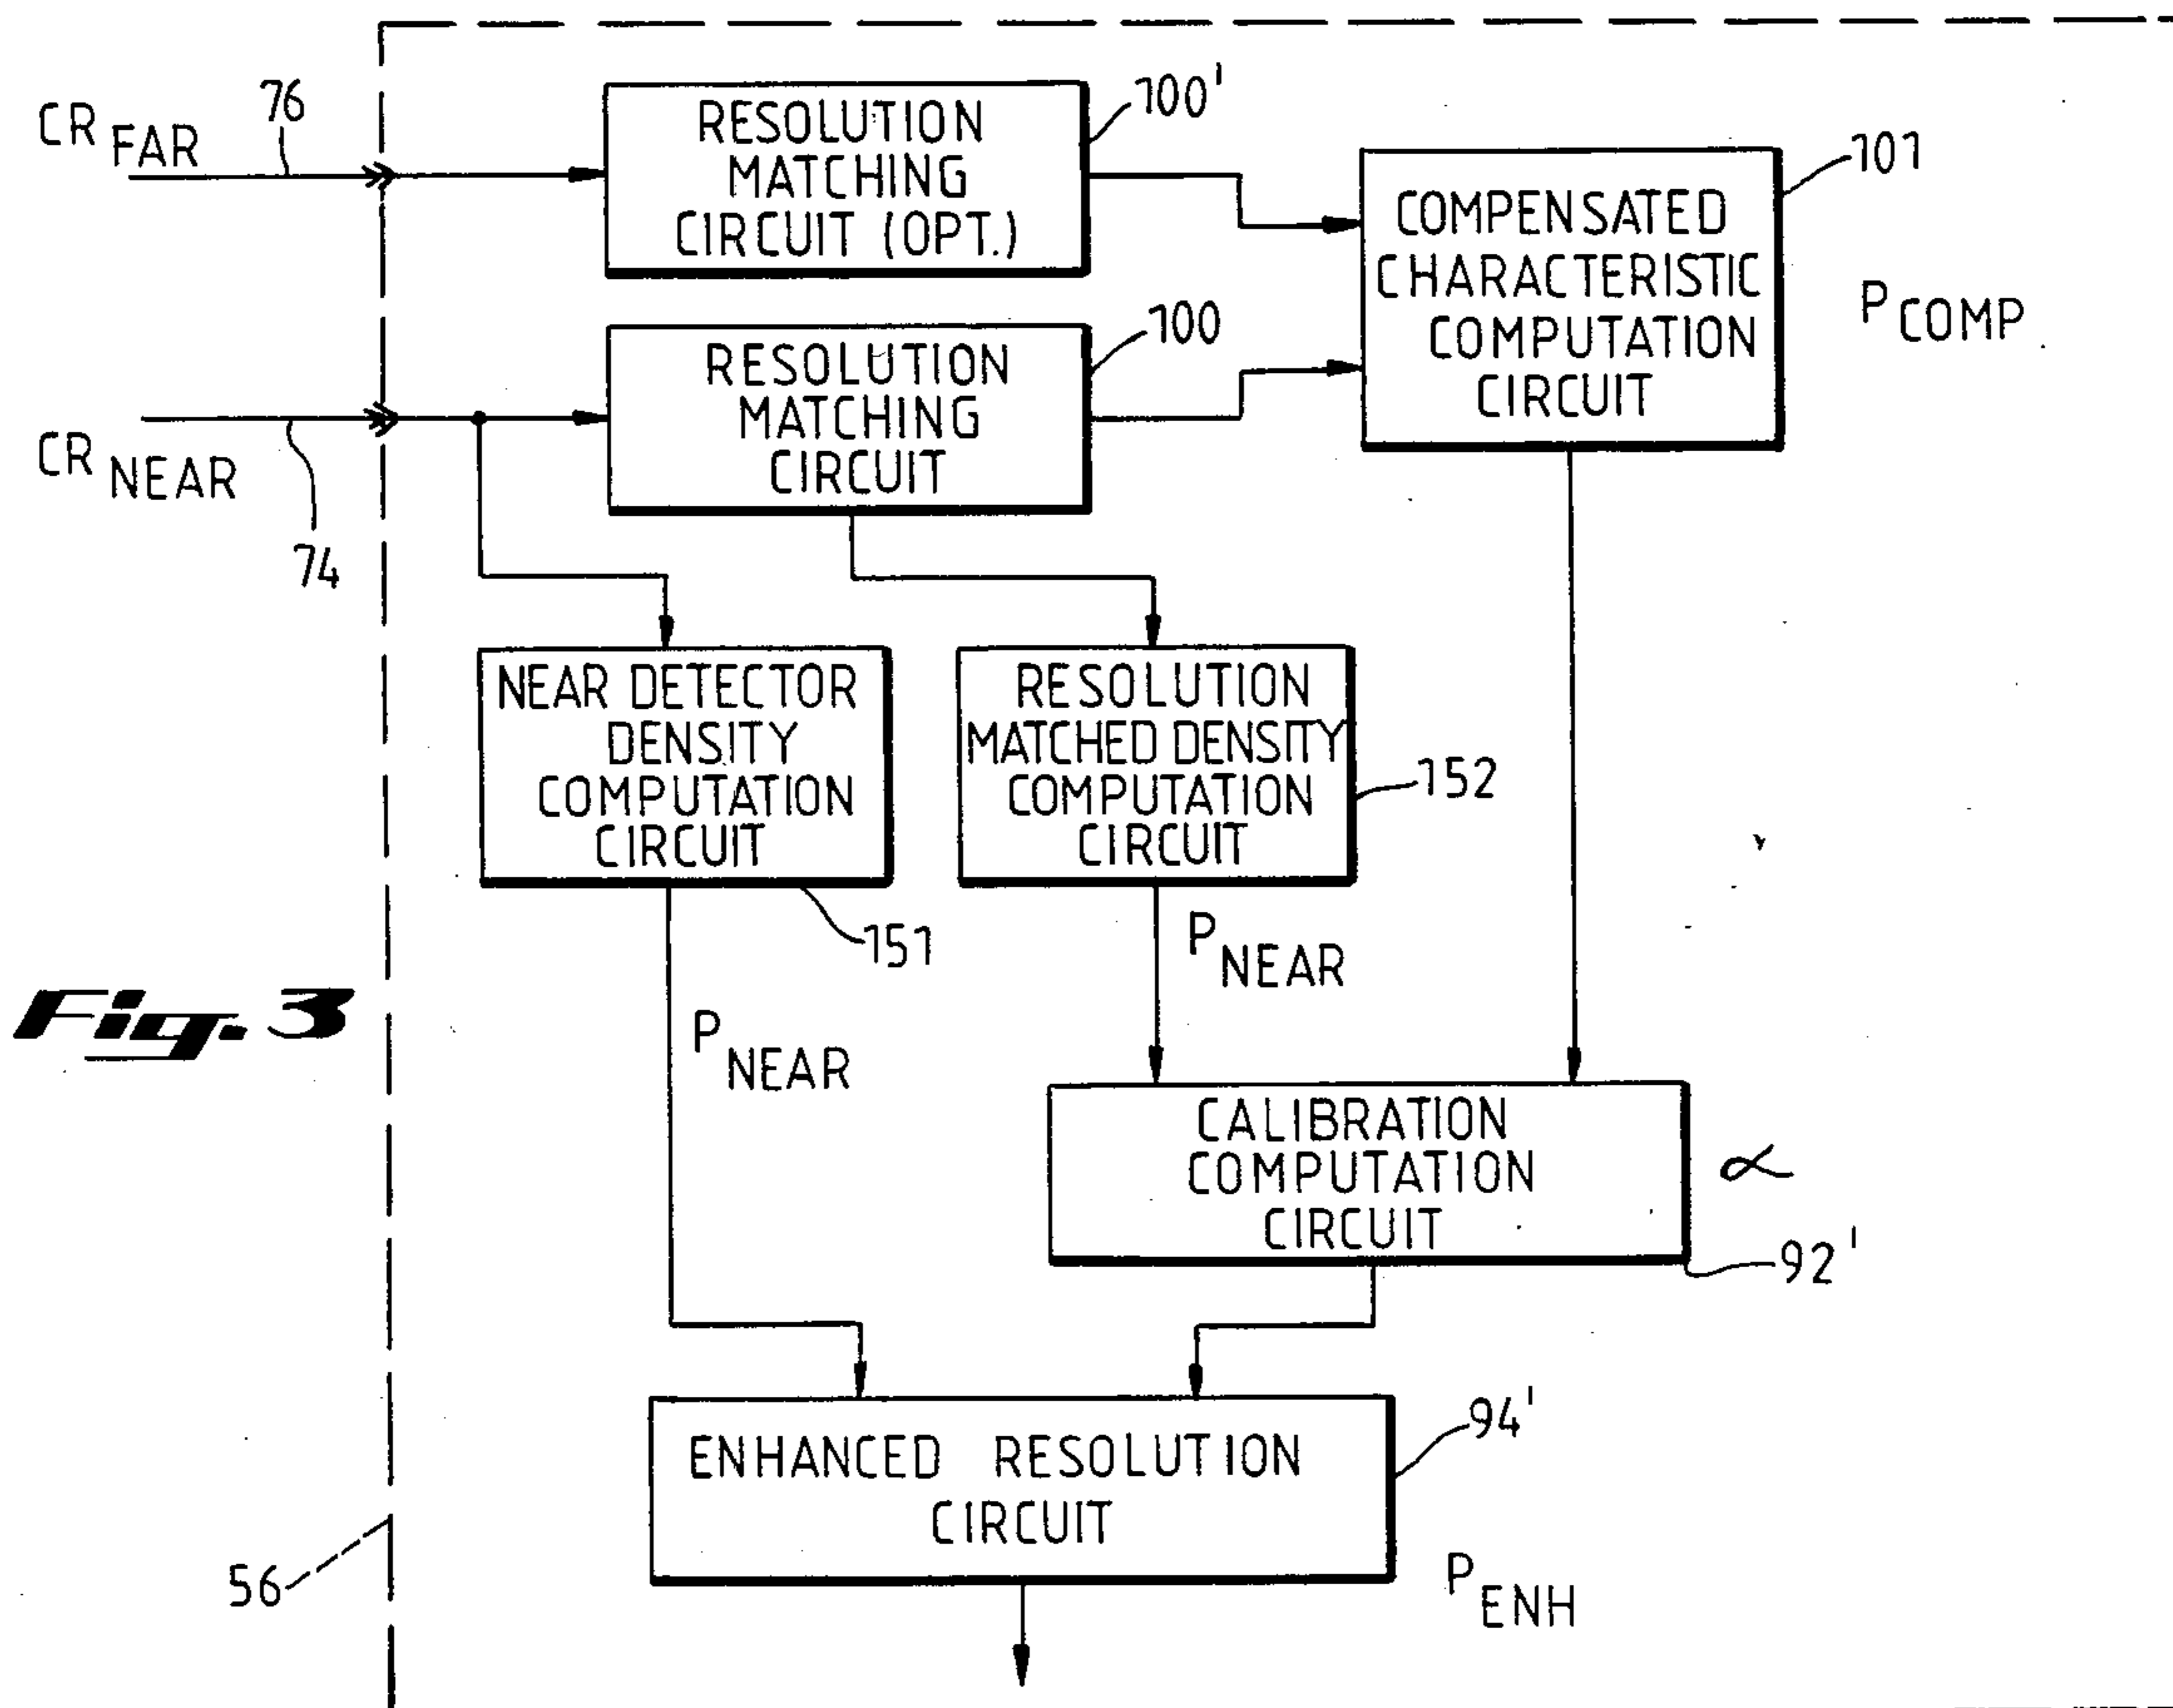 CR FAR
76
RESOLUTION
MATCHING
CIRCUIT (OPT.)
100'
COMPENSATED
CHARACTERISTIC
COMPUTATION
CIRCUIT
101
P COMP
CR NEAR
74
RESOLUTION
MATCHING
CIRCUIT
100
NEAR DETECTOR
DENSITY
COMPUTATION
CIRCUIT
151
RESOLUTION
MATCHED DENSITY
COMPUTATION
CIRCUIT
152
P NEAR
P NEAR
Fig. 3
CALIBRATION
COMPUTATION
CIRCUIT
α
92'
ENHANCED RESOLUTION
CIRCUIT
94'
P ENH
56